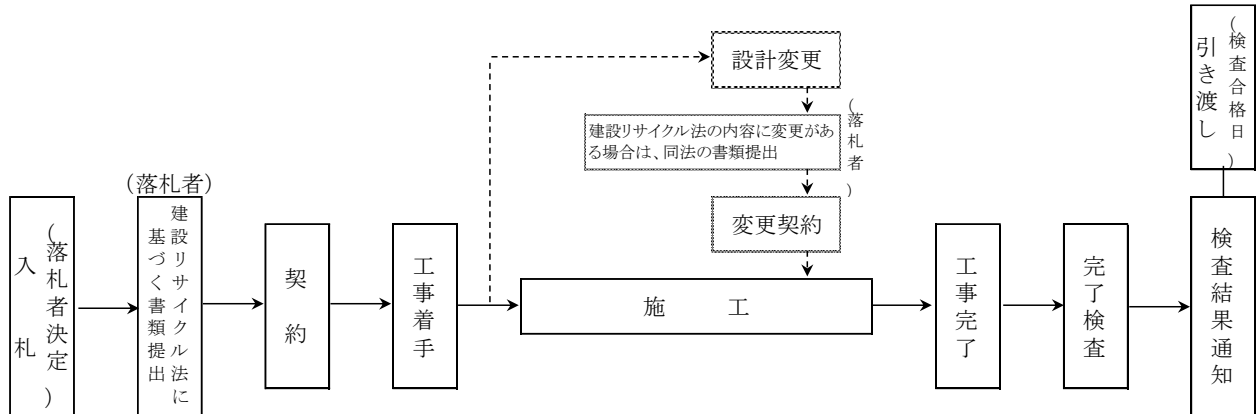 入札
(落札者決定)
(落札者)
建設リサイクル法に
基づく書類提出
契約
工事着手
設計変更
建設リサイクル法の内容に変更があ
る場合は、同法の書類提出
(落札者)
変更契約
施工
工事完了
完了検査
検査結果通知
(検査合格日)
引き渡し